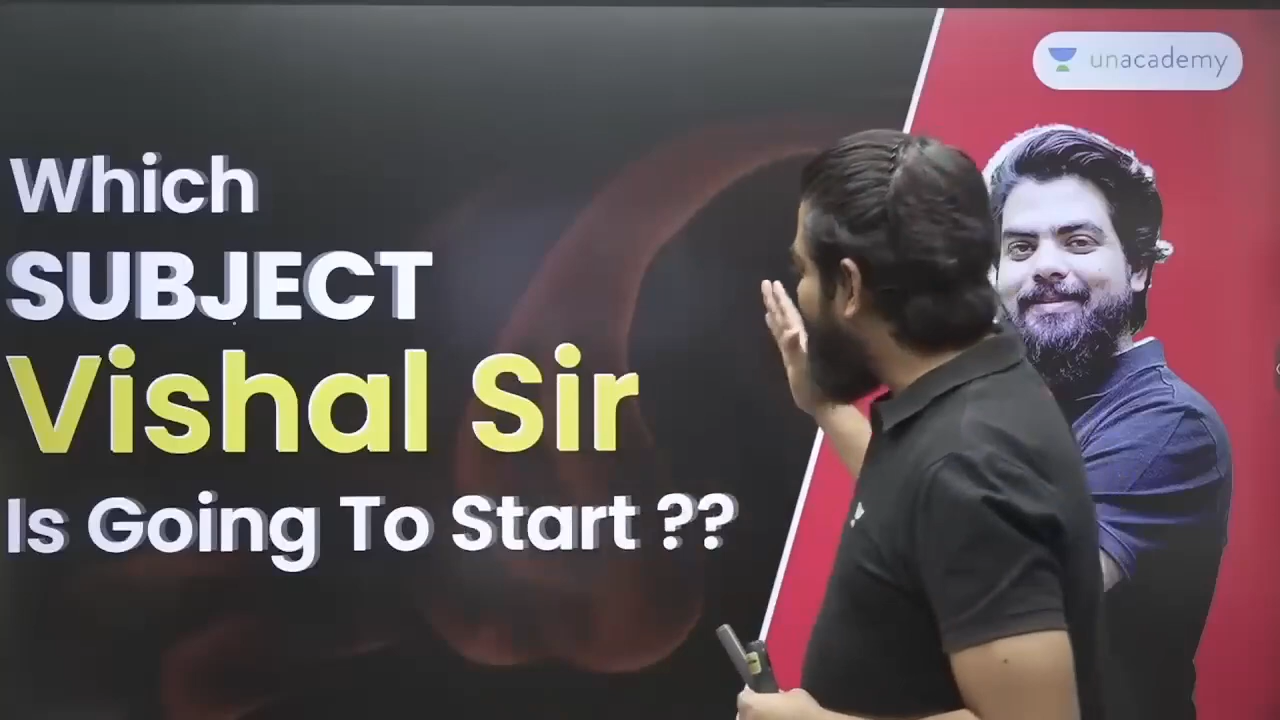 unacademy
Which
SUBJECT
Vishal Sir
Is Going To Start ??